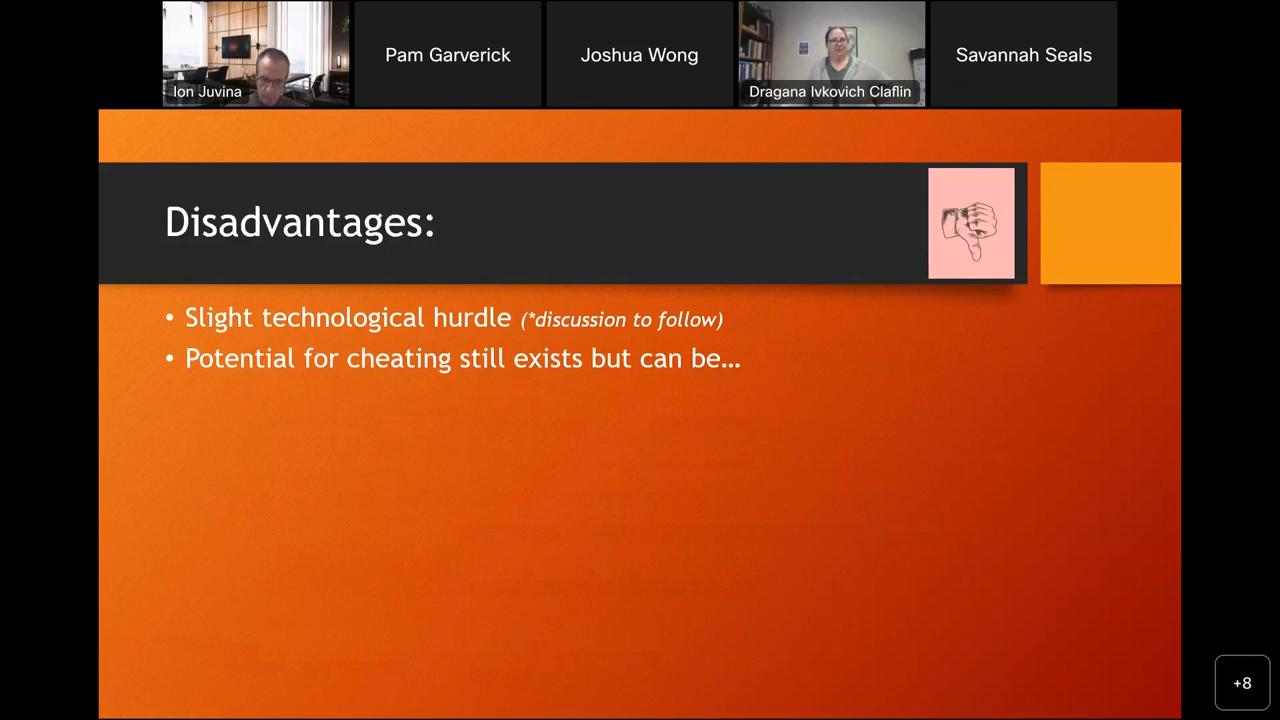 Ion Juvina
Pam Garverick
Joshua Wong
Dragana Ivkovich Claflin
Savannah Seals
Disadvantages:
• Slight technological hurdle (*discussion to follow)
• Potential for cheating still exists but can be…
+8